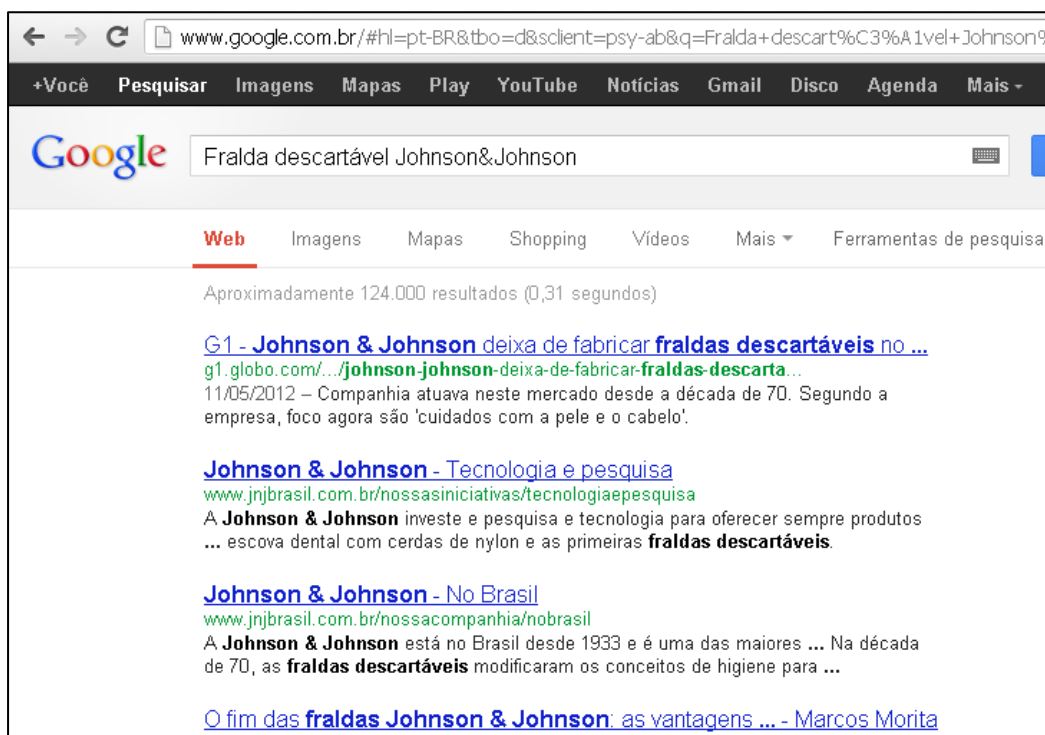 www.google.com.br/#hl=pt-BR&tbo=d&sclient=psy-ab&q=Fralda+descart%C3%A1vel+Johnson%
+Você Pesquisar Imagens Mapas Play YouTube Notícias Gmail Disco Agenda Mais
Google Fralda descartável Johnson&Johnson
Web Imagens Mapas Shopping Vídeos Mais Ferramentas de pesquisa
Aproximadamente 124.000 resultados (0,31 segundos)
G1 - Johnson & Johnson deixa de fabricar fraldas descartáveis no ...
g1.globo.com/.../johnson-johnson-deixa-de-fabricar-fraldas-descarta...
11/05/2012 – Companhia atuava neste mercado desde a década de 70. Segundo a
empresa, foco agora são 'cuidados com a pele e o cabelo'.
Johnson & Johnson - Tecnologia e pesquisa
www.jnjbrasil.com.br/nossasiniciativas/tecnologiaepesquisa
A Johnson & Johnson investe e pesquisa e tecnologia para oferecer sempre produtos
... escova dental com cerdas de nylon e as primeiras fraldas descartáveis.
Johnson & Johnson - No Brasil
www.jnjbrasil.com.br/nossacompanhia/nobrasil
A Johnson & Johnson está no Brasil desde 1933 e é uma das maiores ... Na década
de 70, as fraldas descartáveis modificaram os conceitos de higiene para ...
O fim das fraldas Johnson & Johnson: as vantagens ... - Marcos Morita